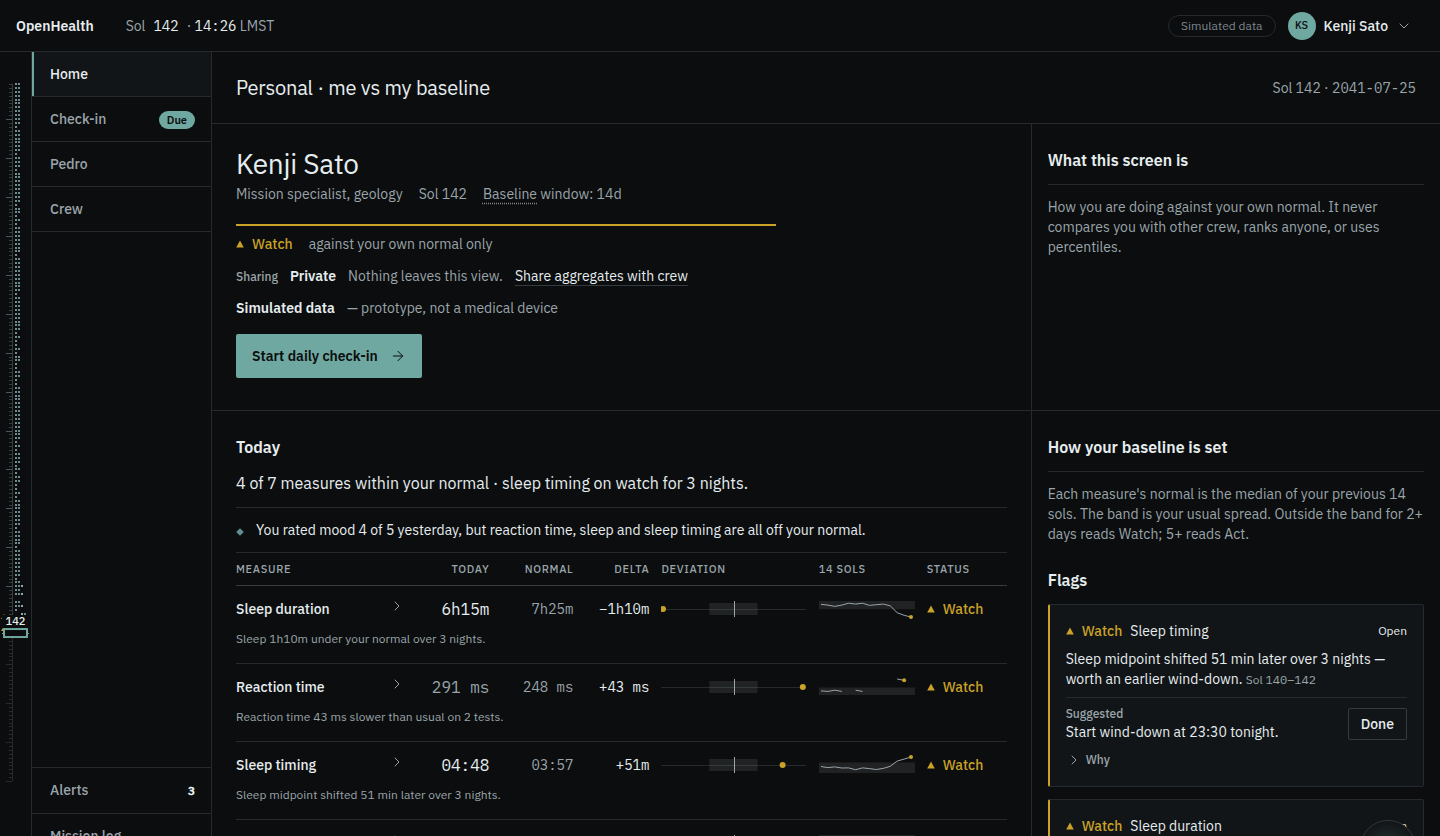 OpenHealth
Sol 142 · 14:26 LMST
Simulated data
KS
Kenji Sato
Home
Check-in
Due
Pedro
Crew
142
Alerts
3
Personal · me vs my baseline
Sol 142 · 2041-07-25
Kenji Sato
Mission specialist, geology Sol 142 Baseline window: 14d
Watch against your own normal only
Sharing Private Nothing leaves this view. Share aggregates with crew
Simulated data — prototype, not a medical device
Start daily check-in →
What this screen is
How you are doing against your own normal. It never
compares you with other crew, ranks anyone, or uses
percentiles.
Today
4 of 7 measures within your normal · sleep timing on watch for 3 nights.
You rated mood 4 of 5 yesterday, but reaction time, sleep and sleep timing are all off your normal.
MEASURE TODAY NORMAL DELTA DEVIATION 14 SOLS STATUS
Sleep duration 6h15m 7h25m −1h10m Watch
Sleep 1h10m under your normal over 3 nights.
Reaction time 291 ms 248 ms +43 ms Watch
Reaction time 43 ms slower than usual on 2 tests.
Sleep timing 04:48 03:57 +51m Watch
Sleep midpoint shifted 51 min later over 3 nights.
How your baseline is set
Each measure's normal is the median of your previous 14
sols. The band is your usual spread. Outside the band for 2+
days reads Watch; 5+ reads Act.
Flags
Watch Sleep timing Open
Sleep midpoint shifted 51 min later over 3 nights —
worth an earlier wind-down. Sol 140–142
Suggested
Start wind-down at 23:30 tonight.
Done
Why
Watch Sleep duration
Mission log